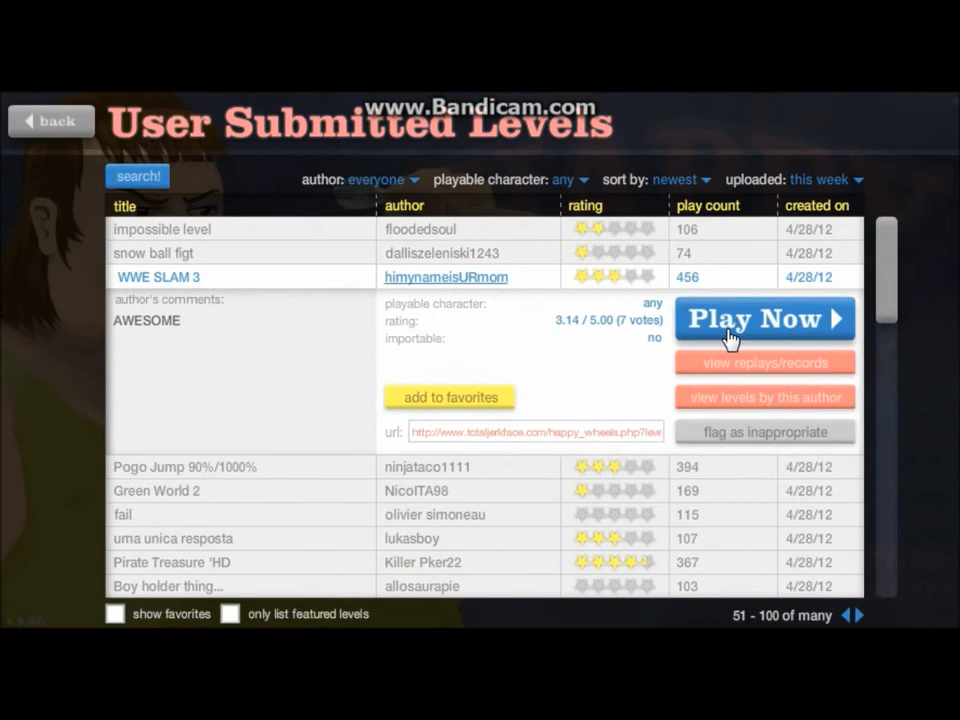 www.Bandicam.com
back
User Submitted Levels
search!
author: everyone playable character: any sort by: newest uploaded: this week
title author rating play count created on
impossible level floodedsoul 106 4/28/12
snow ball figt dalliszeleniski1243 74 4/28/12
WWE SLAM 3 himynameisURmom 456 4/28/12
author's comments:
AWESOME
playable character: any
rating: 3.14 / 5.00 (7 votes)
importable: no
Play Now
view replays/records
add to favorites
view levels by this author
url: http://www.totaljerkface.com/happy_wheels.php?leve
flag as inappropriate
Pogo Jump 90%/1000% ninjataco1111 394 4/28/12
Green World 2 NicolTA98 169 4/28/12
fail olivier simoneau 115 4/28/12
uma unica resposta lukasboy 107 4/28/12
Pirate Treasure 'HD Killer Pker22 367 4/28/12
Boy holder thing... allosaurapie 103 4/28/12
show favorites only list featured levels
51 - 100 of many